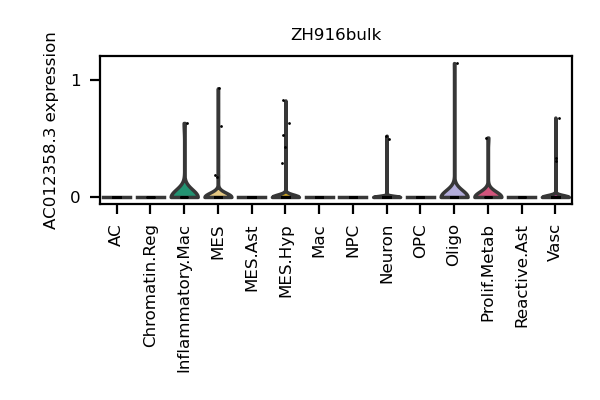 ZH916bulk
AC012358.3 expression
1
0
AC
Chromatin.Reg
Inflammatory.Mac
MES
MES.Ast
MES.Hyp
Mac
NPC
Neuron
OPC
Oligo
Prolif.Metab
Reactive.Ast
Vasc